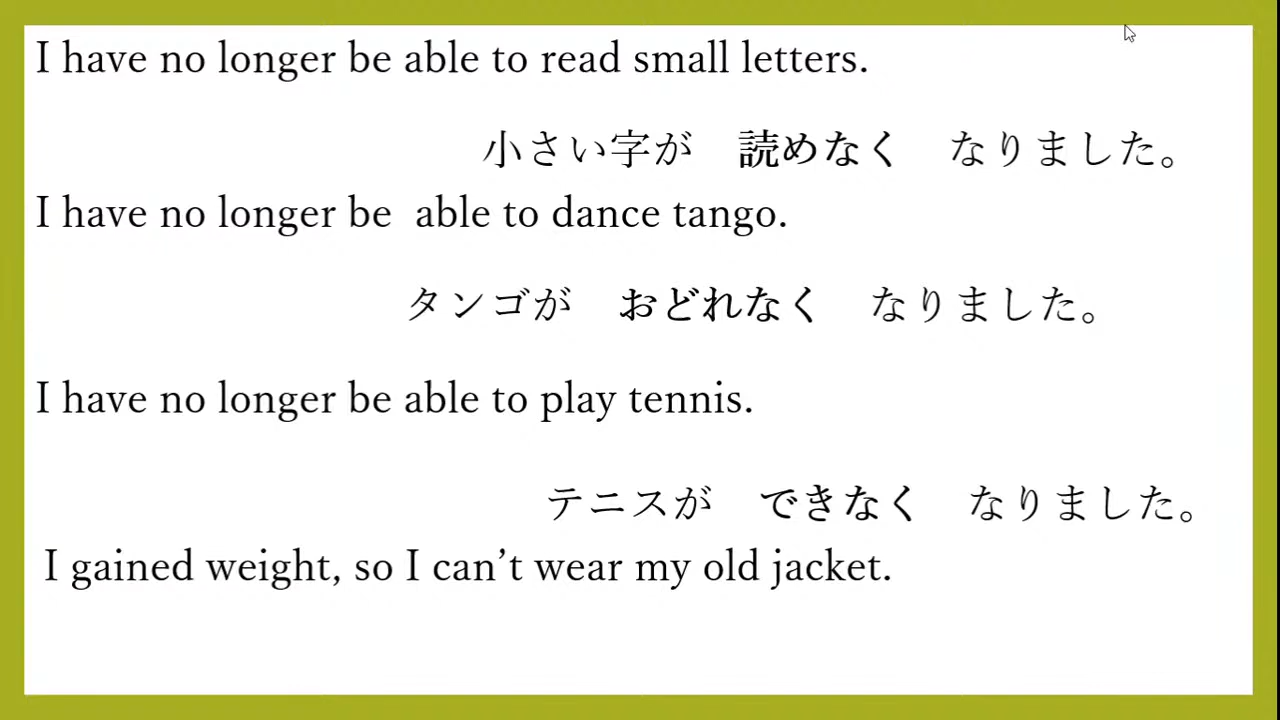 I have no longer be able to read small letters.
小さい字が　読めなく　なりました。
I have no longer be  able to dance tango.
タンゴが　おどれなく　なりました。
I have no longer be able to play tennis.
テニスが　できなく　なりました。
I gained weight, so I can’t wear my old jacket.